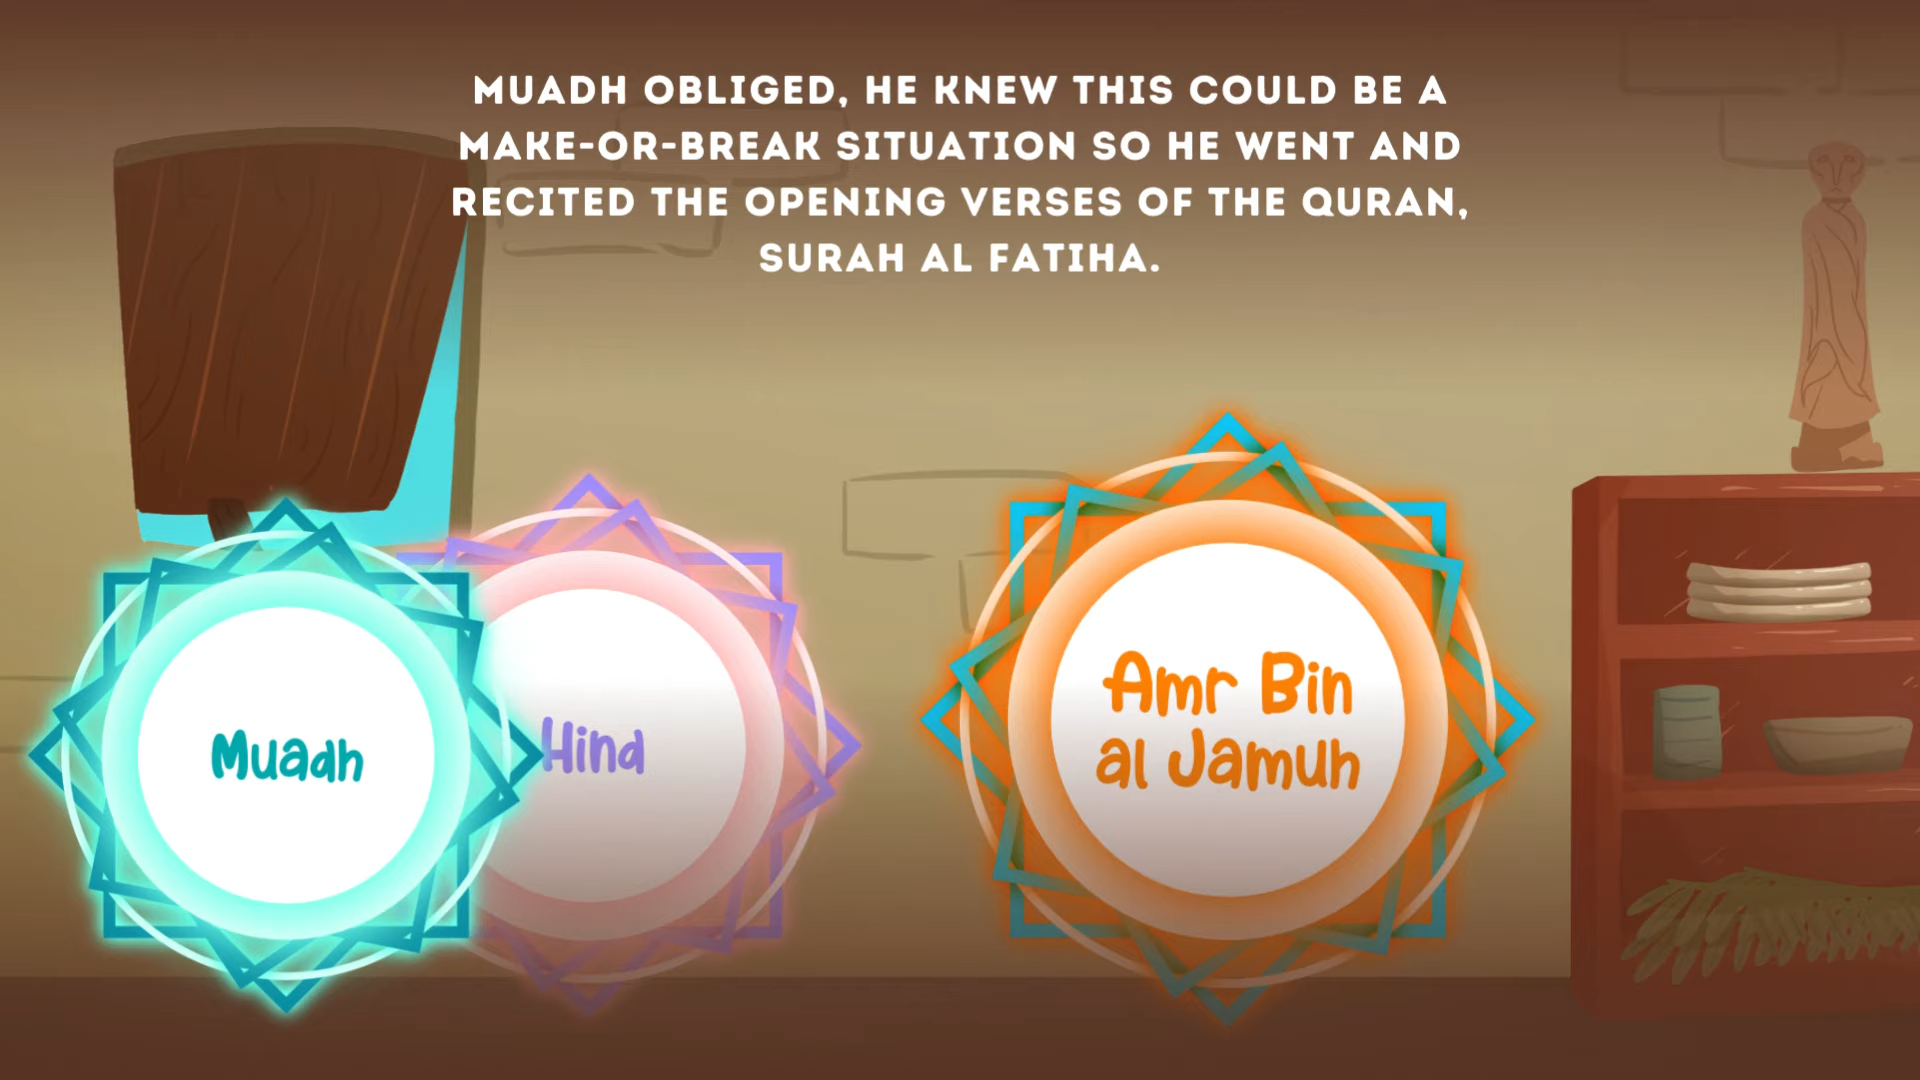 MUADH OBLIGED, HE KNEW THIS COULD BE A
MAKE-OR-BREAK SITUATION SO HE WENT AND
RECITED THE OPENING VERSES OF THE QURAN,
SURAH AL FATIHA.
Muadh
Hind
Amr Bin
al Jamuh